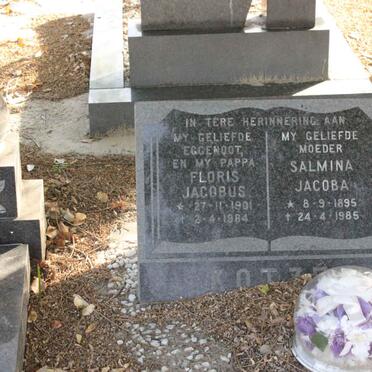 IN TERE HERINNERING AAN
MY GELIEFDE
EGGENOOT
EN MY PAPPA
FLORIS
JACOBUS
* 27-11-1901
† 2-4-1984
MY GELIEFDE
MOEDER
SALMINA
JACOBA
* 8-9-1895
† 24-4-1985
KOTZE